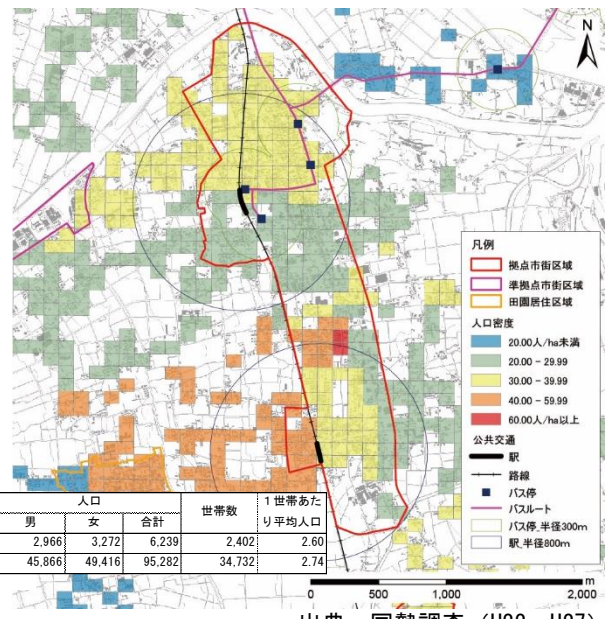 N
凡例
拠点市街区域
準拠点市街区域
田園居住区域
人口密度
20.00人/ha未満
20.00 - 29.99
30.00 - 39.99
40.00 - 59.99
60.00人/ha以上
公共交通
駅
路線
バス停
バスルート
バス停_半径300m
駅_半径800m
人口 世帯数 1世帯あた
男 女 合計 り平均人口
2,966 3,272 6,239 2,402 2.60
45,866 49,416 95,282 34,732 2.74
0 500 1,000 2,000
m